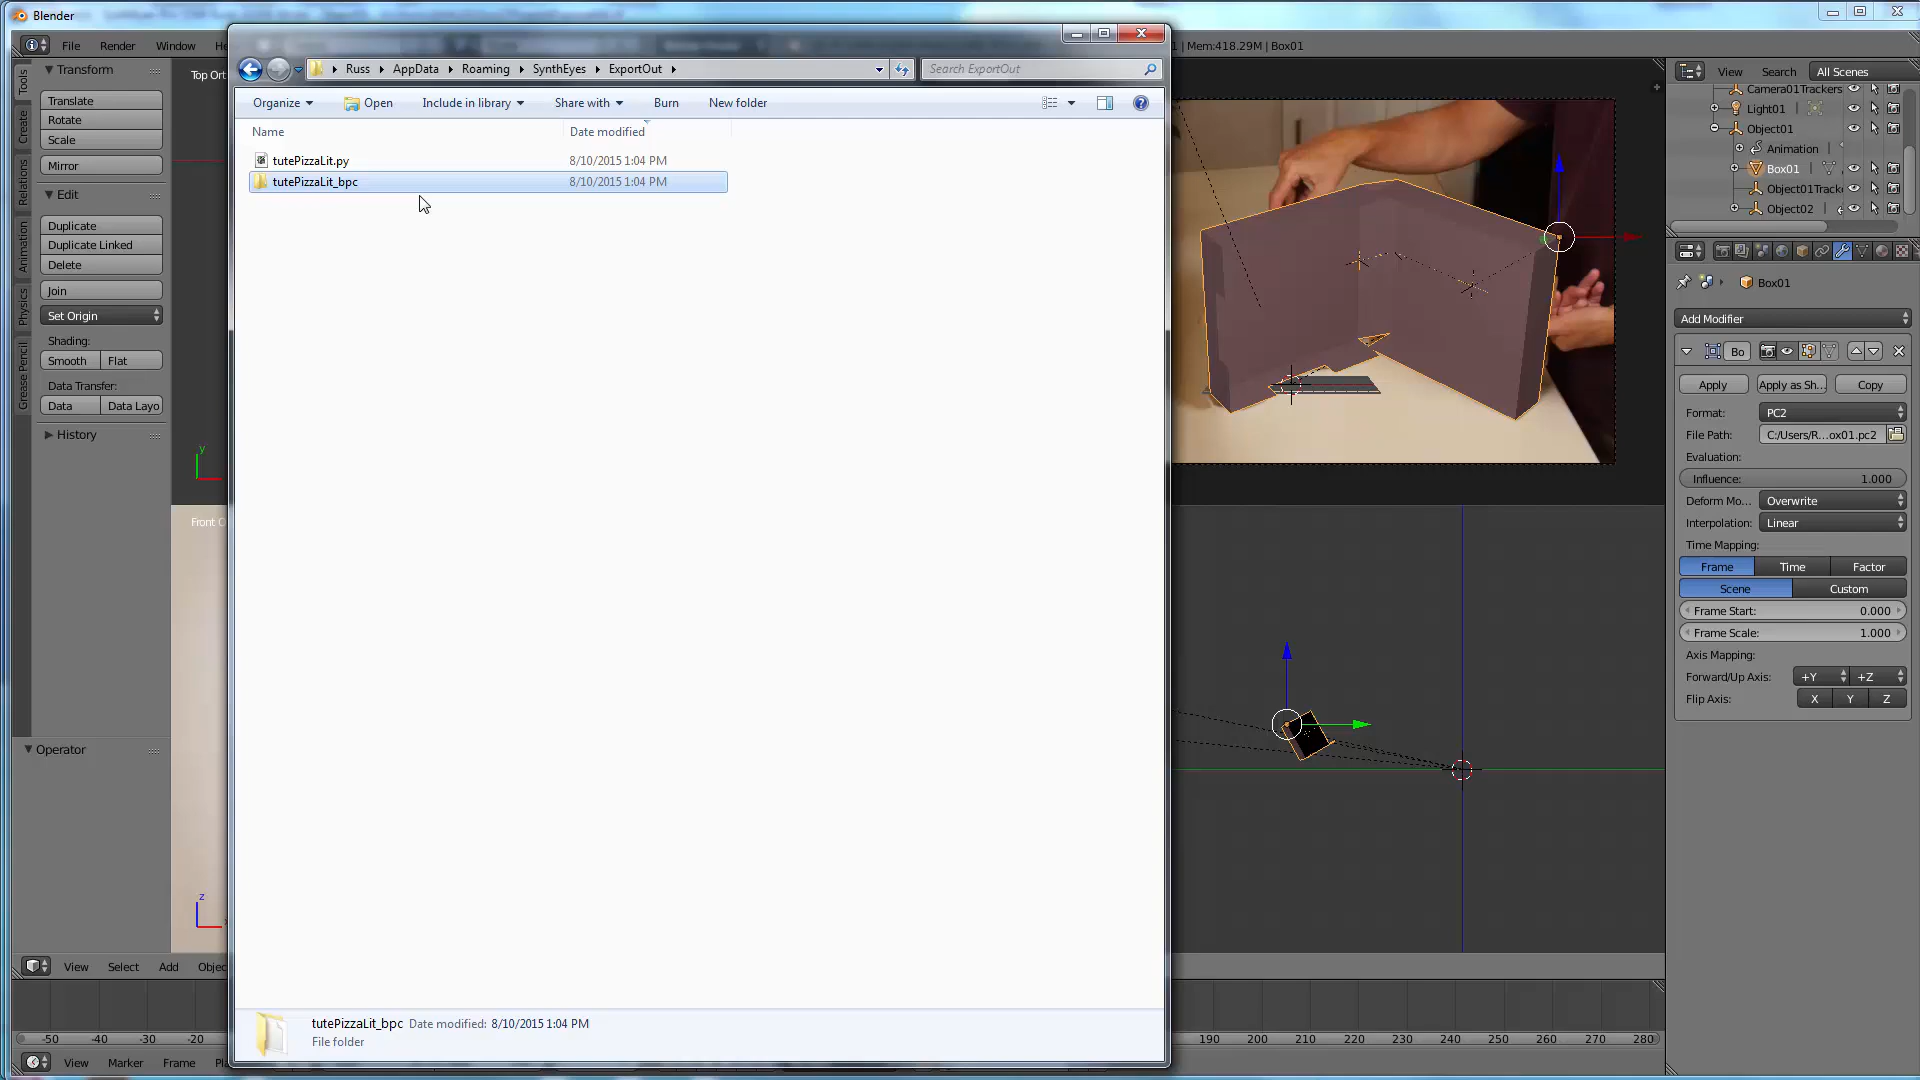 Blender
File Render Window He
| Mem:418.29M | Box01
Tools
Create
Relations
Animation
Physics
Grease Pencil
Transform
Translate
Rotate
Scale
Mirror
Edit
Duplicate
Duplicate Linked
Delete
Join
Set Origin
Shading:
Smooth Flat
Data Transfer:
Data Data Layo
History
Operator
Top Ort
y
Front O
z
Russ AppData Roaming SynthEyes ExportOut
Search ExportOut
Organize Open Include in library Share with Burn New folder
Name Date modified
tutePizzaLit.py 8/10/2015 1:04 PM
tutePizzaLit_bpc 8/10/2015 1:04 PM
tutePizzaLit_bpc Date modified: 8/10/2015 1:04 PM
File folder
View Search All Scenes
Camera01Trackers
Light01
Object01
Animation
Box01
Object01Track
Object02
Box01
Add Modifier
Bo
Apply Apply as Sh... Copy
Format: PC2
File Path: C:/Users/R...ox01.pc2
Evaluation:
Influence: 1.000
Deform Mo... Overwrite
Interpolation: Linear
Time Mapping:
Frame Time Factor
Scene Custom
Frame Start: 0.000
Frame Scale: 1.000
Axis Mapping:
Forward/Up Axis: +Y +Z
Flip Axis: X Y Z
View Select Add Objec
-50 -40 -30 -20 190 200 210 220 230 240 250 260 270 280
View Marker Frame Pl